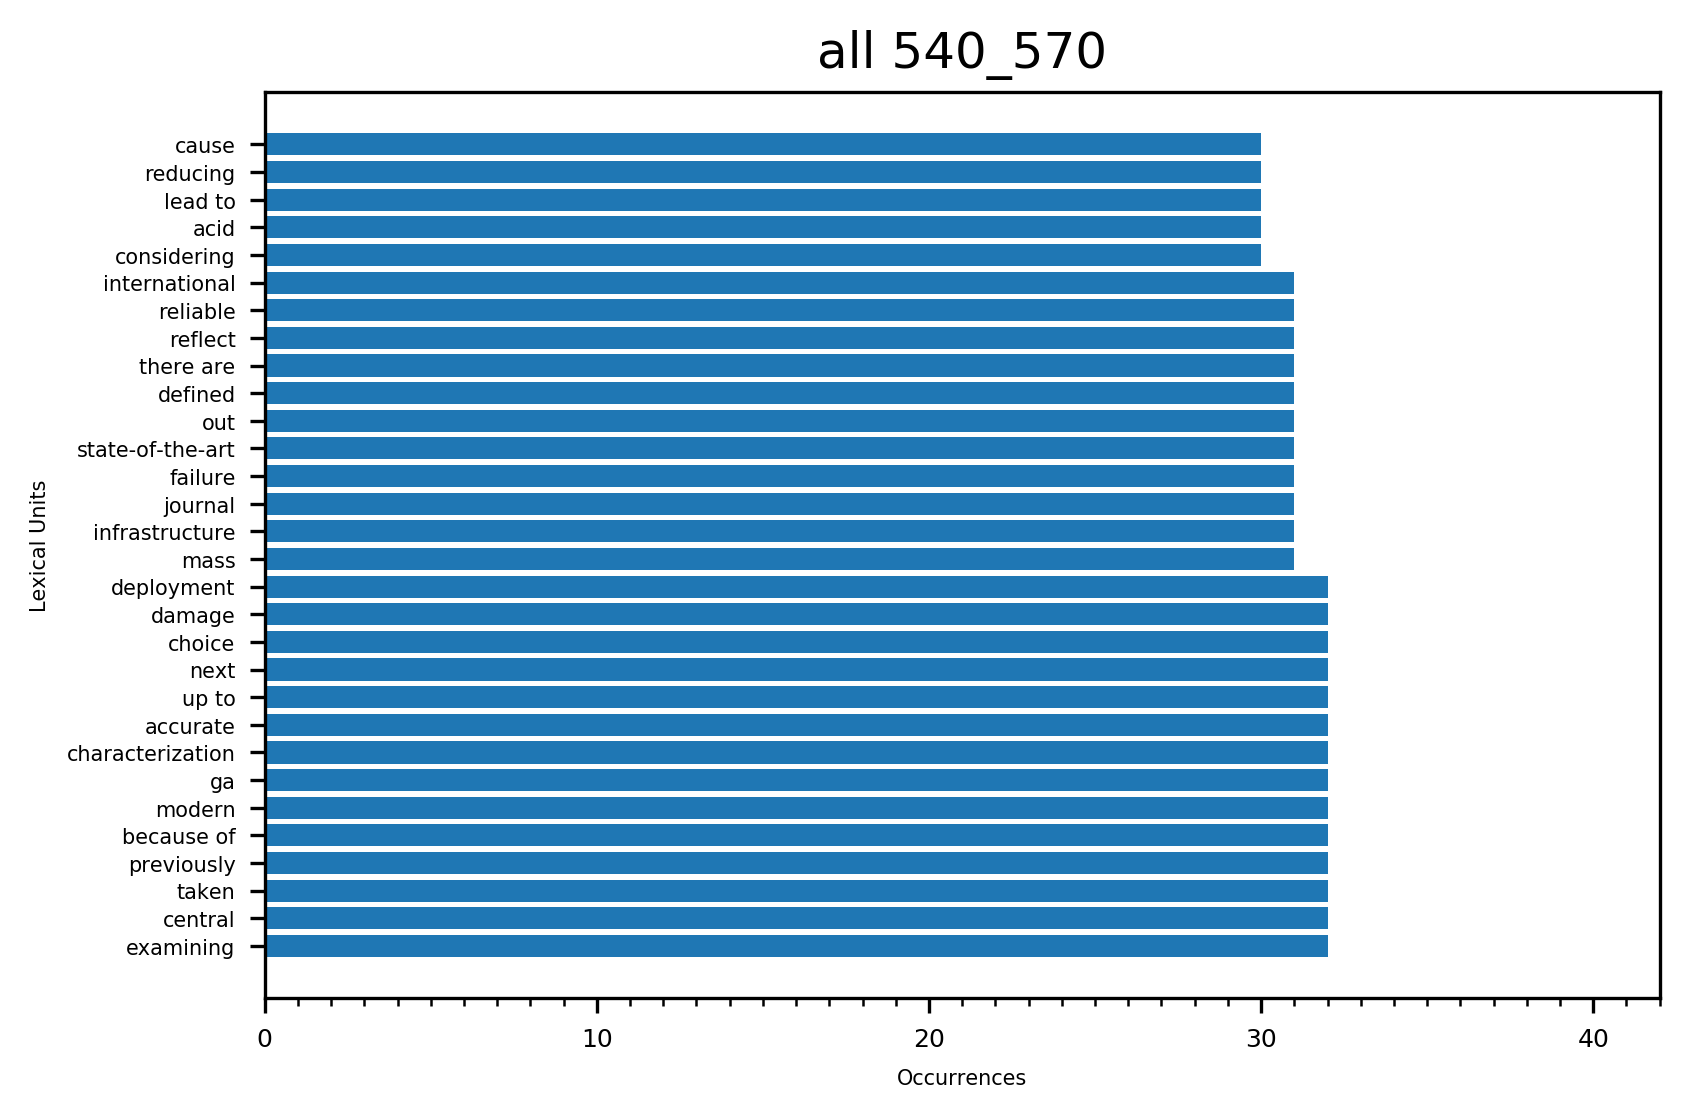 all 540_570
cause
reducing
lead to
acid
considering
international
reliable
reflect
there are
defined
out
state-of-the-art
failure
journal
infrastructure
mass
deployment
damage
choice
next
up to
accurate
characterization
ga
modern
because of
previously
taken
central
examining
Lexical Units
0 10 20 30 40
Occurrences